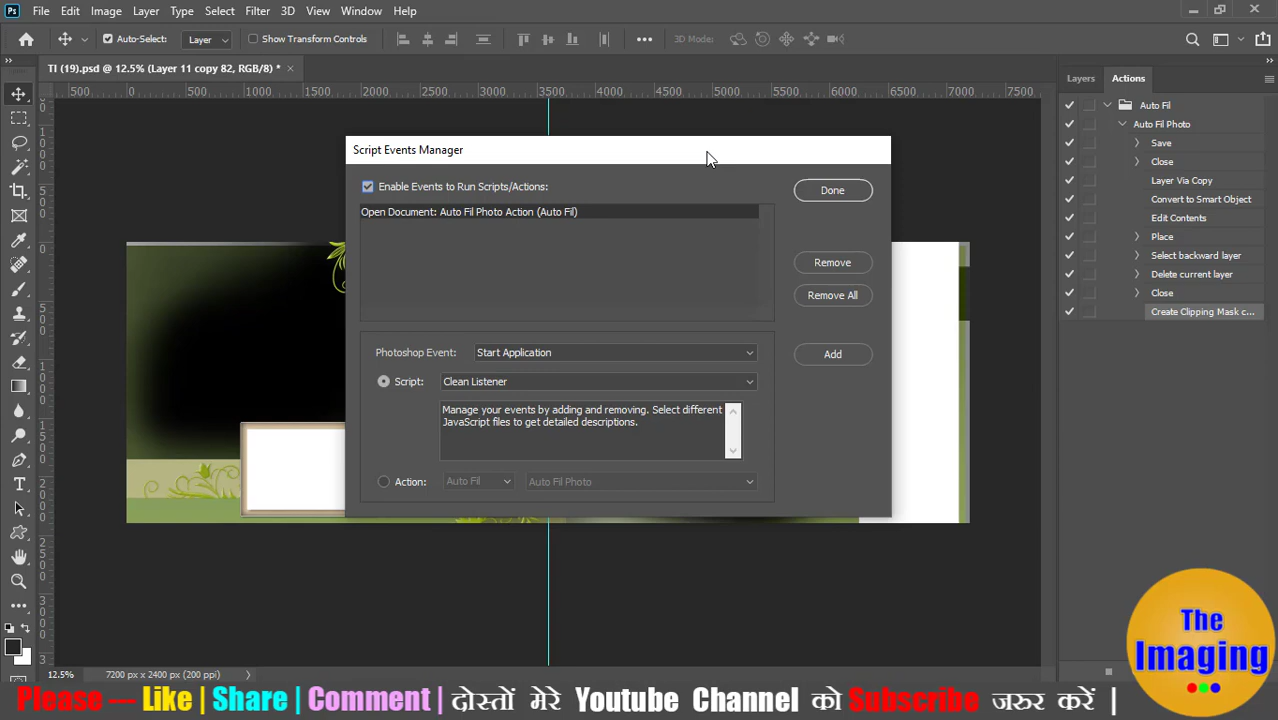 Ps File Edit Image Layer Type Select Filter 3D View Window Help
Auto-Select: Layer Show Transform Controls 3D Mode:
TI (19).psd @ 12.5% (Layer 11 copy 82, RGB/8) *
500 0 500 1000 1500 2000 2500 3000 3500 4000 4500 5000 5500 6000 6500 7000 7500
Layers Actions
Auto Fil
Auto Fil Photo
Save
Close
Layer Via Copy
Convert to Smart Object
Edit Contents
Place
Select backward layer
Delete current layer
Close
Create Clipping Mask c...
Script Events Manager
Enable Events to Run Scripts/Actions:
Done
Open Document: Auto Fil Photo Action (Auto Fil)
Remove
Remove All
Photoshop Event: Start Application
Add
Script: Clean Listener
Manage your events by adding and removing. Select different
JavaScript files to get detailed descriptions.
Action: Auto Fil Auto Fil Photo
12.5% 7200 px x 2400 px (200 ppi)
The
Imaging
Please --- Like | Share | Comment | दोस्तों मेरे Youtube Channel को Subscribe जरूर करें |